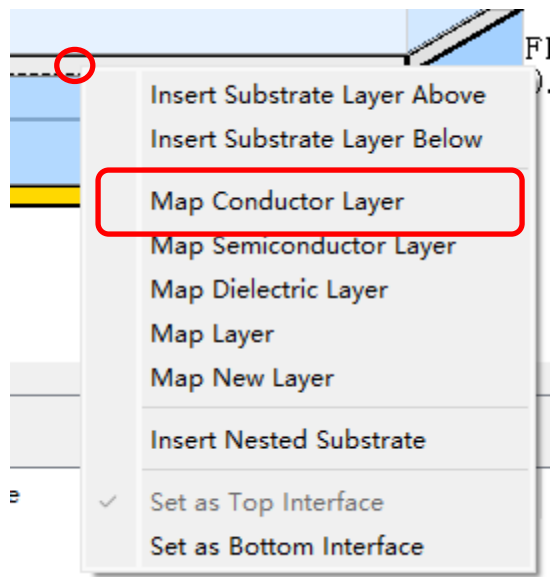 Insert Substrate Layer Above
Insert Substrate Layer Below
Map Conductor Layer
Map Semiconductor Layer
Map Dielectric Layer
Map Layer
Map New Layer
Insert Nested Substrate
Set as Top Interface
Set as Bottom Interface